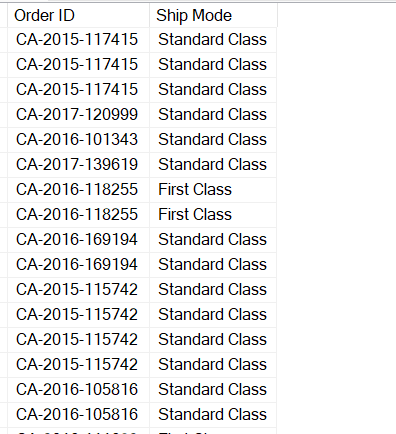 Order ID Ship Mode
CA-2015-117415 Standard Class
CA-2015-117415 Standard Class
CA-2015-117415 Standard Class
CA-2017-120999 Standard Class
CA-2016-101343 Standard Class
CA-2017-139619 Standard Class
CA-2016-118255 First Class
CA-2016-118255 First Class
CA-2016-169194 Standard Class
CA-2016-169194 Standard Class
CA-2015-115742 Standard Class
CA-2015-115742 Standard Class
CA-2015-115742 Standard Class
CA-2015-115742 Standard Class
CA-2016-105816 Standard Class
CA-2016-105816 Standard Class